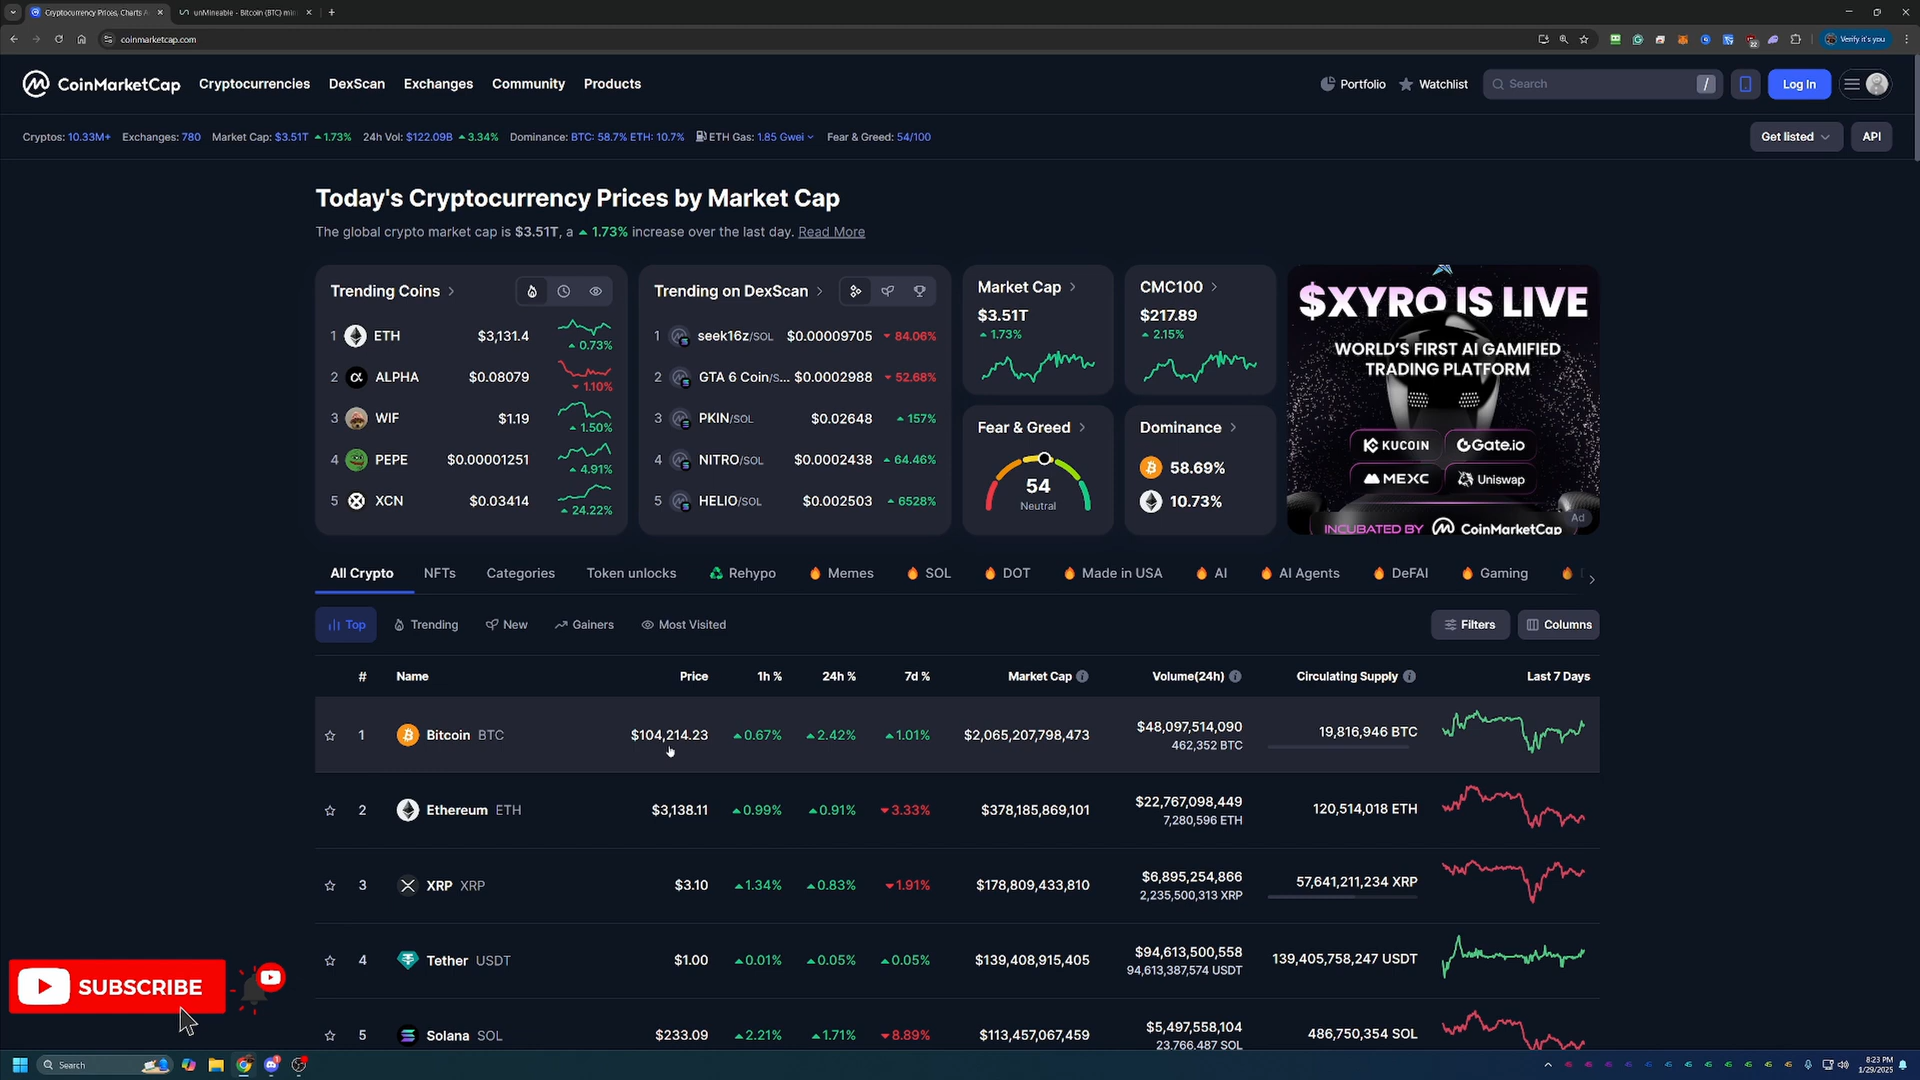 Cryptocurrency Prices, Charts A
unMineable - Bitcoin (BTC) min
coinmarketcap.com
Verify it's you
CoinMarketCap
Cryptocurrencies
DexScan
Exchanges
Community
Products
Portfolio
Watchlist
Search
/
Log In
Cryptos: 10.33M+
Exchanges: 780
Market Cap: $3.51T 1.73%
24h Vol: $122.09B 3.34%
Dominance: BTC: 58.7% ETH: 10.7%
ETH Gas: 1.85 Gwei
Fear & Greed: 54/100
Get listed
API
Today's Cryptocurrency Prices by Market Cap
The global crypto market cap is $3.51T, a 1.73% increase over the last day. Read More
Trending Coins
1 ETH $3,131.4 0.73%
2 ALPHA $0.08079 1.10%
3 WIF $1.19 1.50%
4 PEPE $0.00001251 4.91%
5 XCN $0.03414 24.22%
Trending on DexScan
1 seek16z/SOL $0.00009705 84.06%
2 GTA 6 Coin/s... $0.0002988 52.68%
3 PKIN/SOL $0.02648 157%
4 NITRO/SOL $0.0002438 64.46%
5 HELIO/SOL $0.002503 6528%
Market Cap
$3.51T
1.73%
CMC100
$217.89
2.15%
Fear & Greed
54
Neutral
Dominance
58.69%
10.73%
$XYRO IS LIVE
WORLD'S FIRST AI GAMIFIED
TRADING PLATFORM
KUCOIN
Gate.io
MEXC
Uniswap
INCUBATED BY CoinMarketCap
Ad
All Crypto
NFTs
Categories
Token unlocks
Rehypo
Memes
SOL
DOT
Made in USA
AI
AI Agents
DeFAI
Gaming
Top
Trending
New
Gainers
Most Visited
Filters
Columns
# Name Price 1h % 24h % 7d % Market Cap Volume(24h) Circulating Supply Last 7 Days
1 Bitcoin BTC $104,214.23 0.67% 2.42% 1.01% $2,065,207,798,473 $48,097,514,090 19,816,946 BTC
462,352 BTC
2 Ethereum ETH $3,138.11 0.99% 0.91% 3.33% $378,185,869,101 $22,767,098,449 120,514,018 ETH
7,280,596 ETH
3 XRP XRP $3.10 1.34% 0.83% 1.91% $178,809,433,810 $6,895,254,866 57,641,211,234 XRP
2,235,500,313 XRP
4 Tether USDT $1.00 0.01% 0.05% 0.05% $139,408,915,405 $94,613,500,558 139,405,758,247 USDT
94,613,387,574 USDT
5 Solana SOL $233.09 2.21% 1.71% 8.89% $113,457,067,459 $5,497,558,104 486,750,354 SOL
23,766,487 SOL
SUBSCRIBE
Search
8:23 PM
1/29/2025